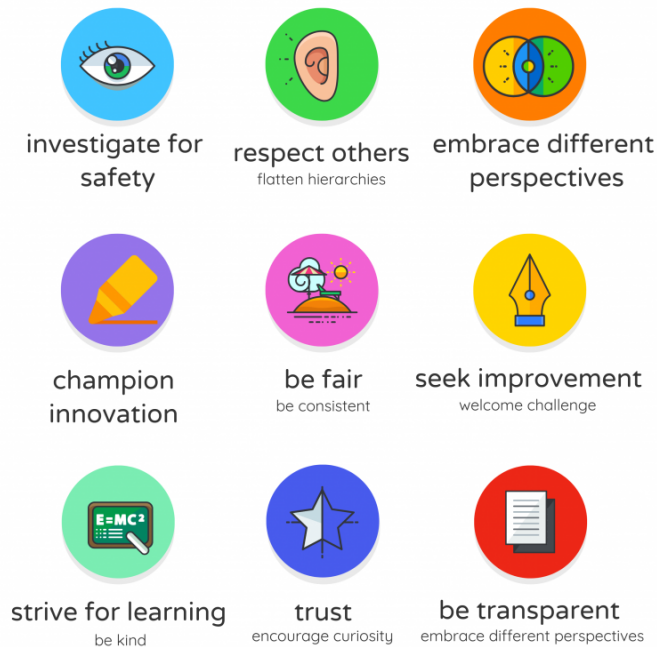 investigate for
safety
respect others
flatten hierarchies
embrace different
perspectives
champion
innovation
be fair
be consistent
seek improvement
welcome challenge
E=MC²
strive for learning
be kind
trust
encourage curiosity
be transparent
embrace different perspectives